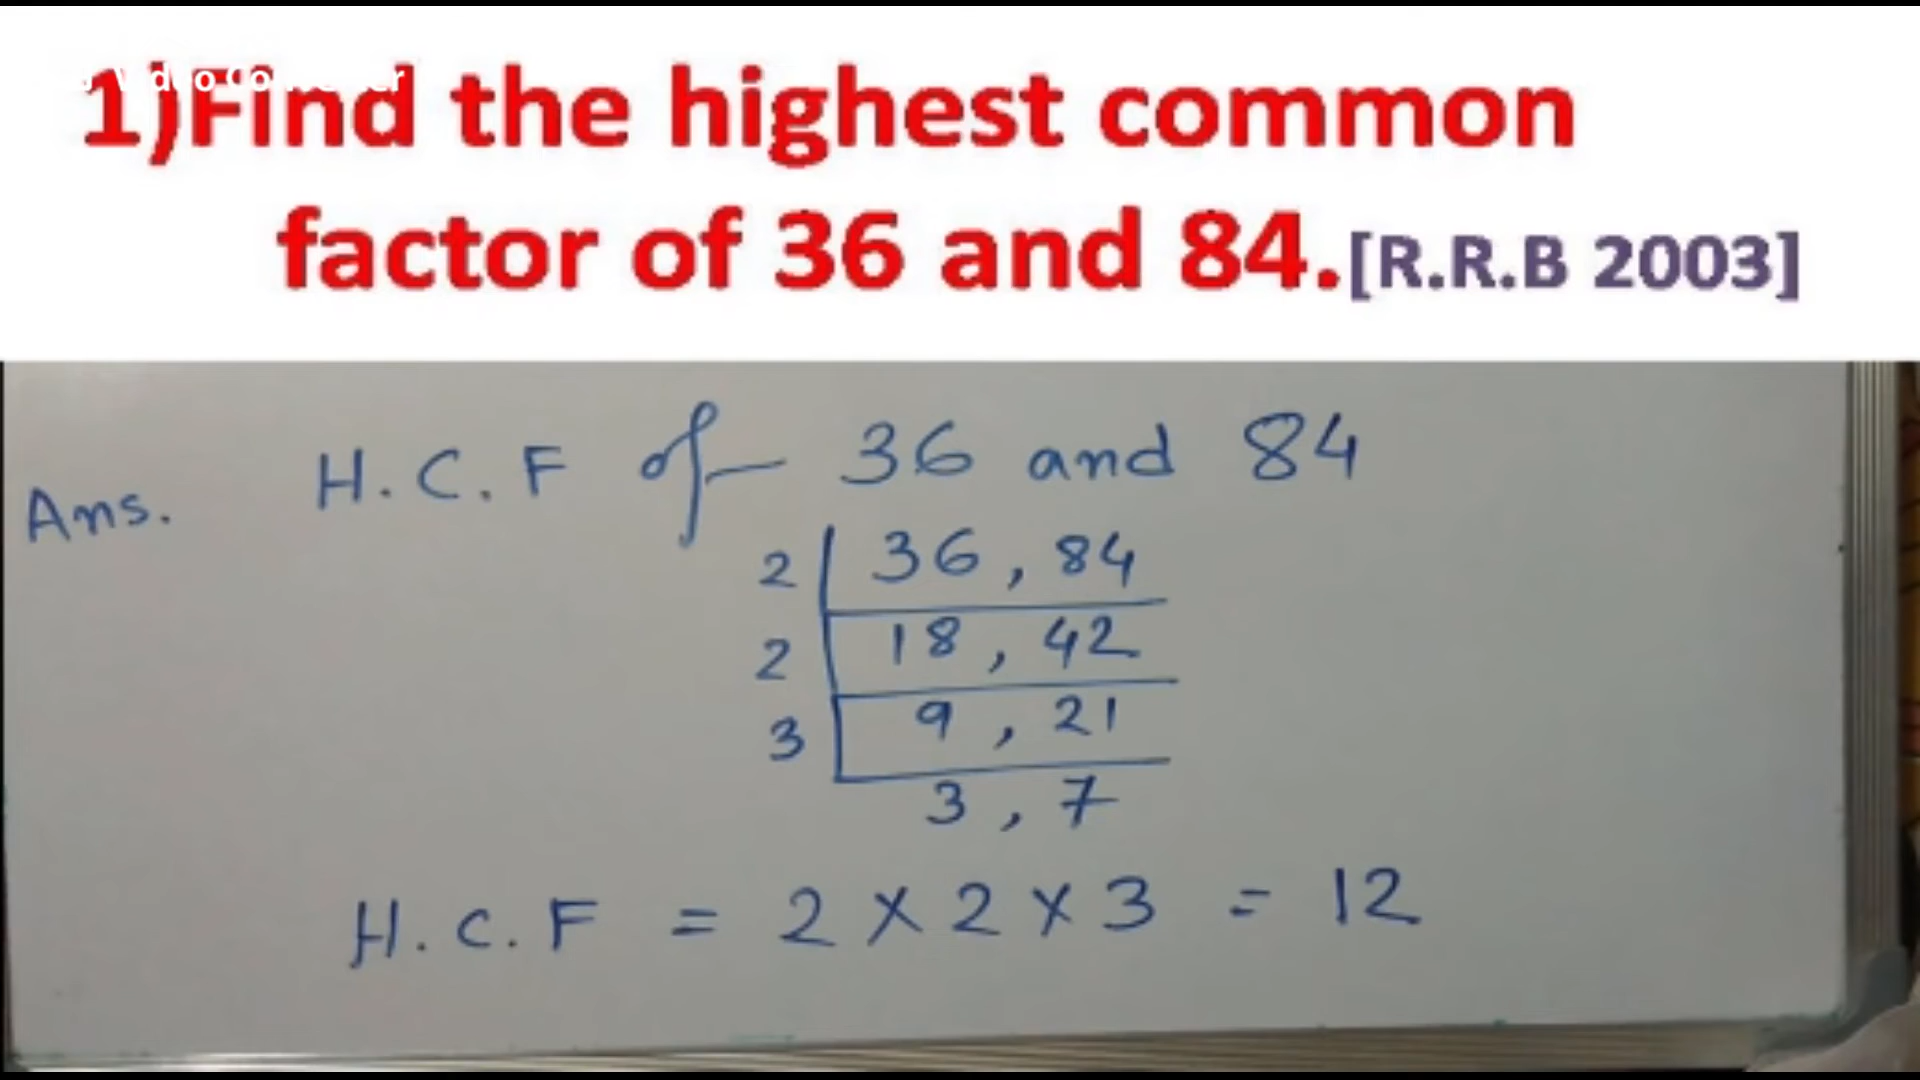 1)Find the highest common
factor of 36 and 84.[R.R.B 2003]
Ans. H.C.F of 36 and 84
2 36, 84
2 18, 42
3 9, 21
3, 7
H.C.F = 2 X 2 X 3 = 12